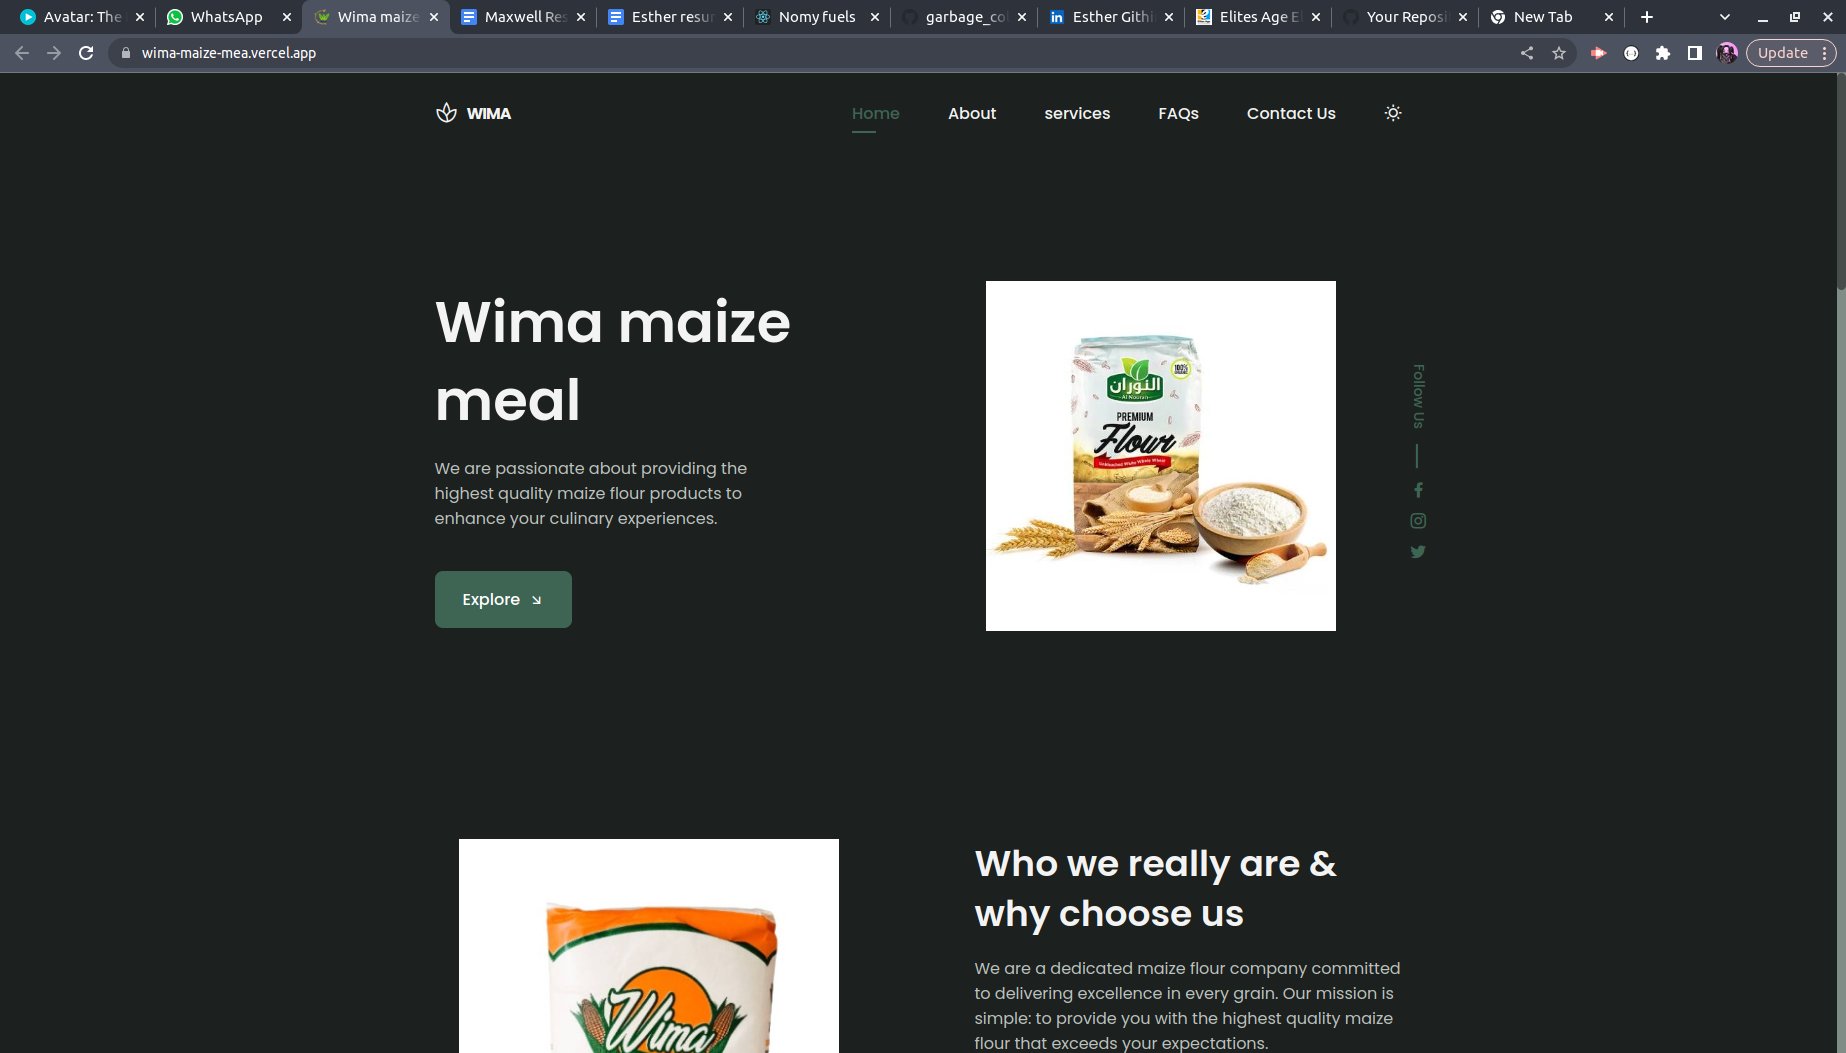 Avatar: The
WhatsApp
Wima maize
Maxwell Res
Esther resu
Nomy fuels
garbage_co
Esther Githi
Elites Age E
Your Reposi
New Tab
wima-maize-mea.vercel.app
Update
WIMA
Home
About
services
FAQs
Contact Us
Wima maize
meal
We are passionate about providing the
highest quality maize flour products to
enhance your culinary experiences.
Explore
النوران
Al Nouran
100%
PREMIUM
Flour
Follow Us
Wima
Who we really are &
why choose us
We are a dedicated maize flour company committed
to delivering excellence in every grain. Our mission is
simple: to provide you with the highest quality maize
flour that exceeds your expectations.